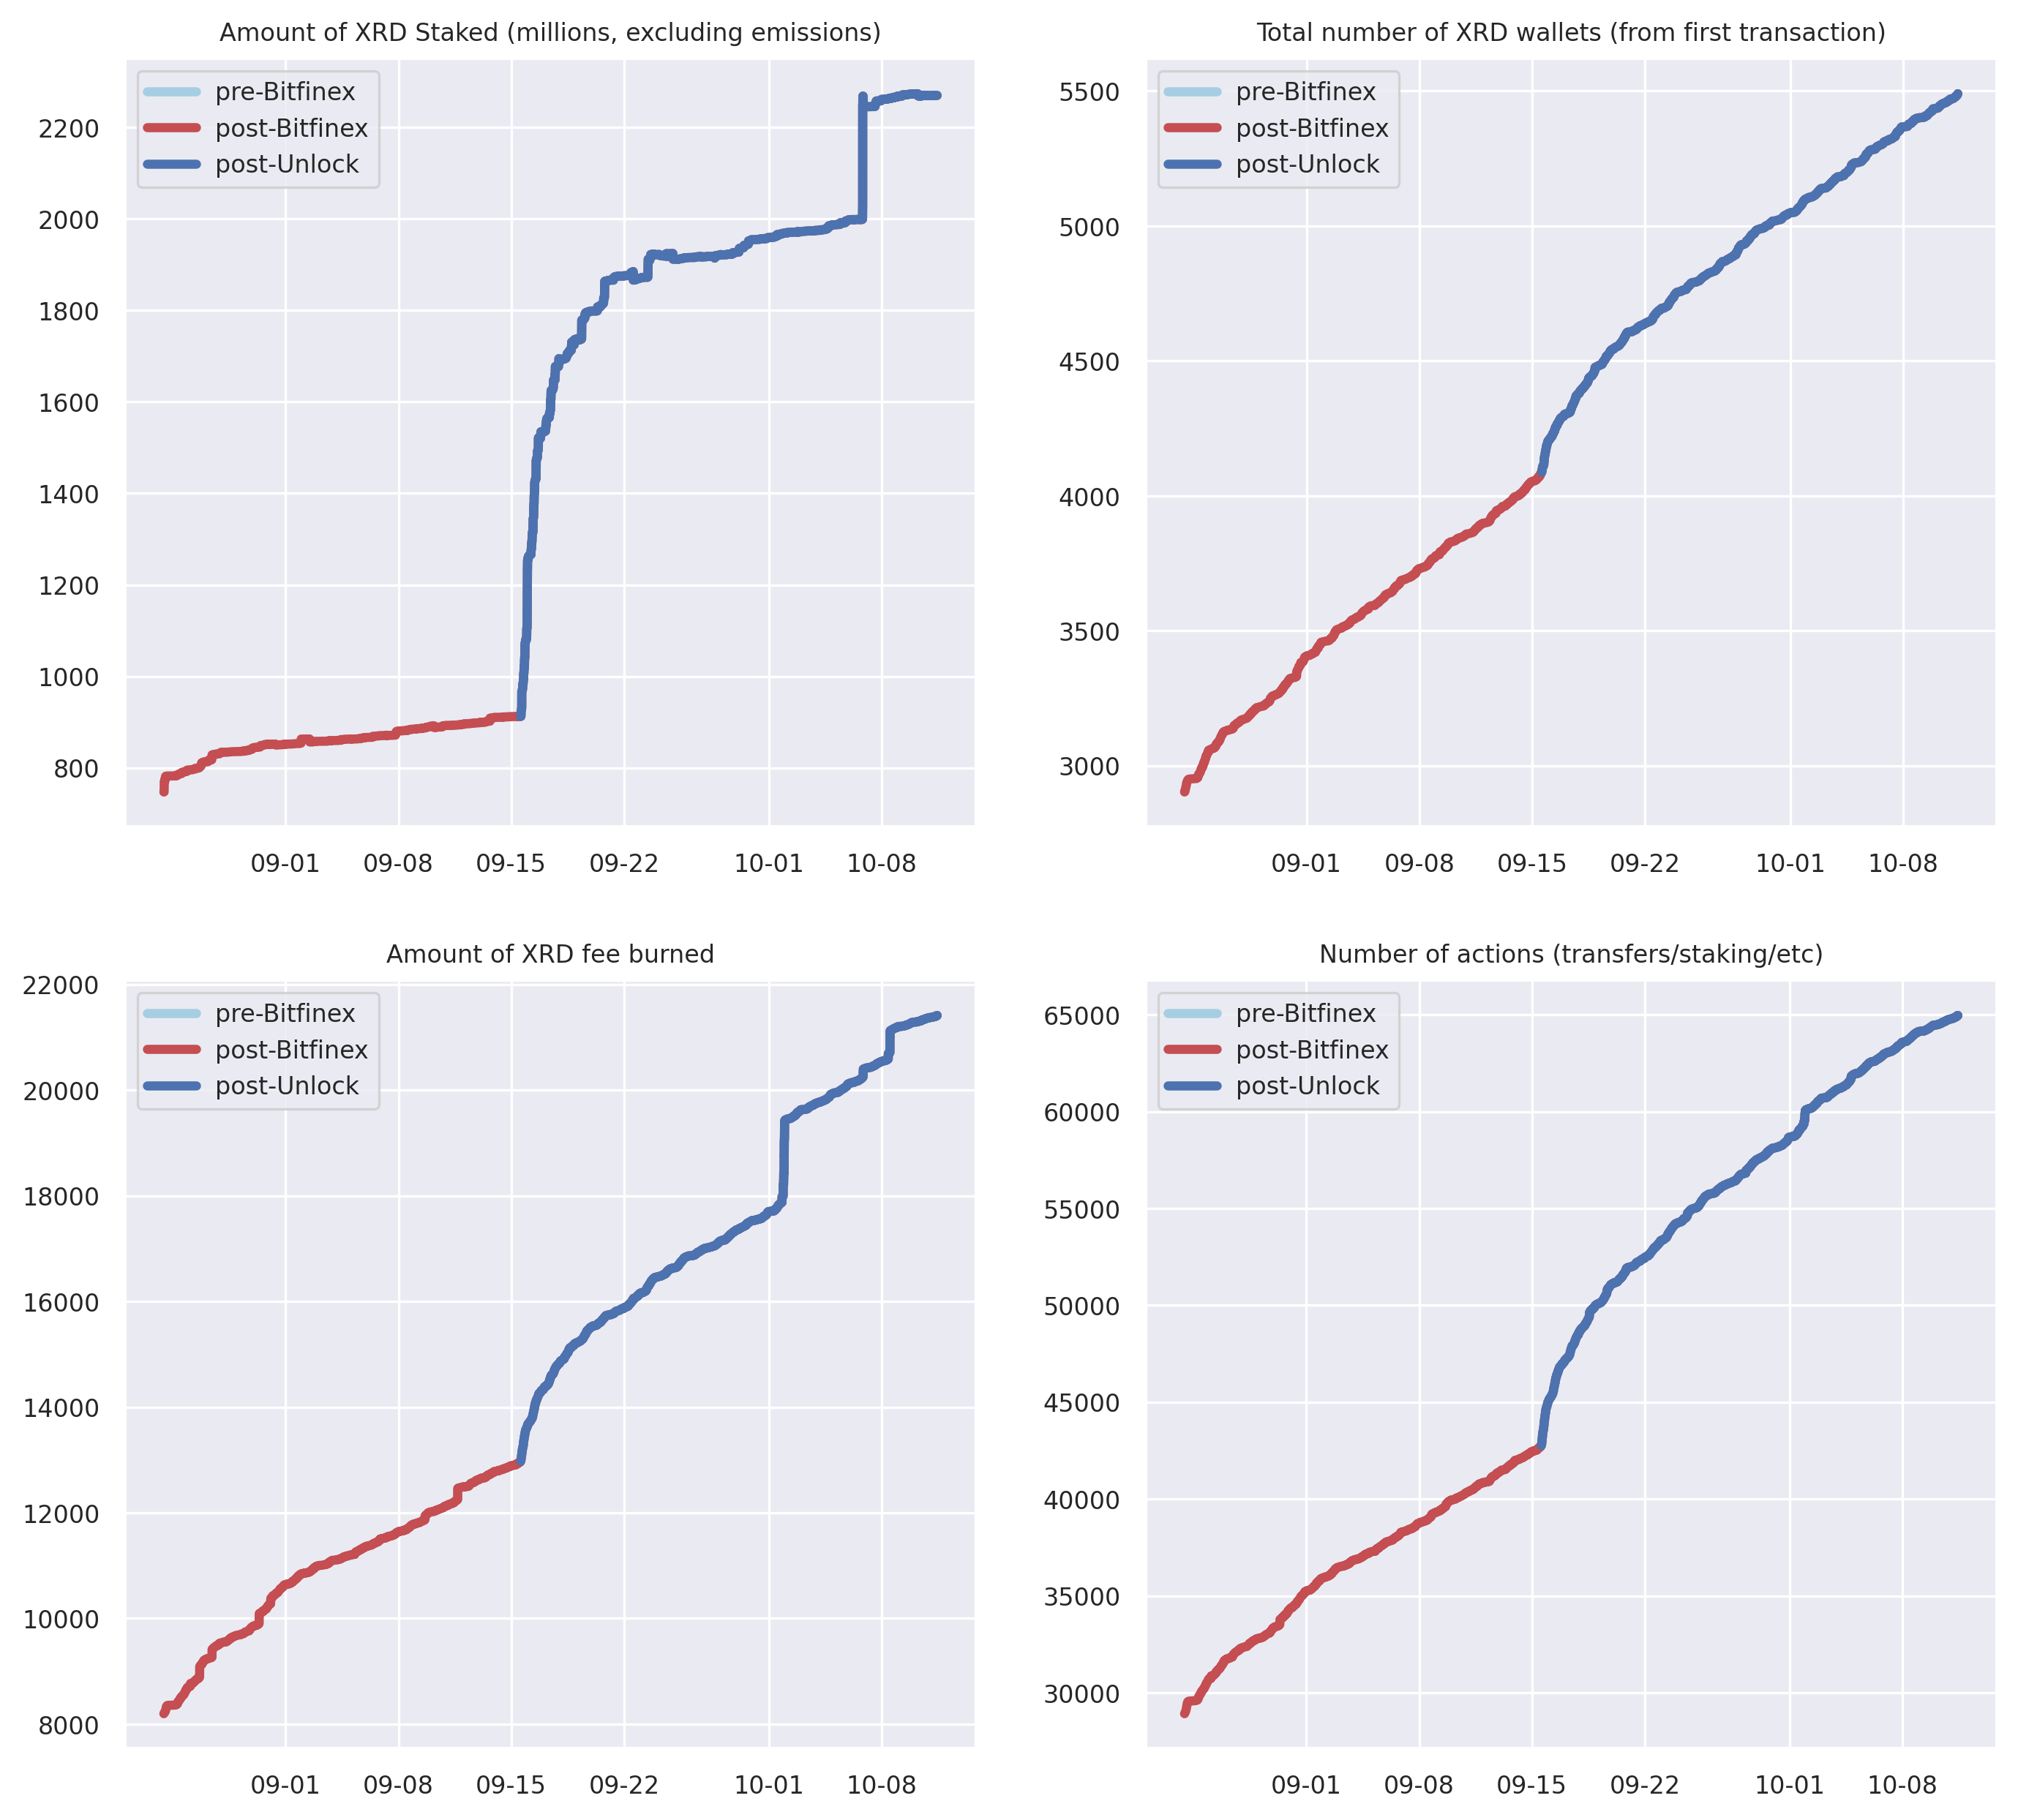 Amount of XRD Staked (millions, excluding emissions)
pre-Bitfinex
post-Bitfinex
post-Unlock
2200
2000
1800
1600
1400
1200
1000
800
09-01 09-08 09-15 09-22 10-01 10-08
Total number of XRD wallets (from first transaction)
pre-Bitfinex
post-Bitfinex
post-Unlock
5500
5000
4500
4000
3500
3000
09-01 09-08 09-15 09-22 10-01 10-08
Amount of XRD fee burned
pre-Bitfinex
post-Bitfinex
post-Unlock
22000
20000
18000
16000
14000
12000
10000
8000
09-01 09-08 09-15 09-22 10-01 10-08
Number of actions (transfers/staking/etc)
pre-Bitfinex
post-Bitfinex
post-Unlock
65000
60000
55000
50000
45000
40000
35000
30000
09-01 09-08 09-15 09-22 10-01 10-08